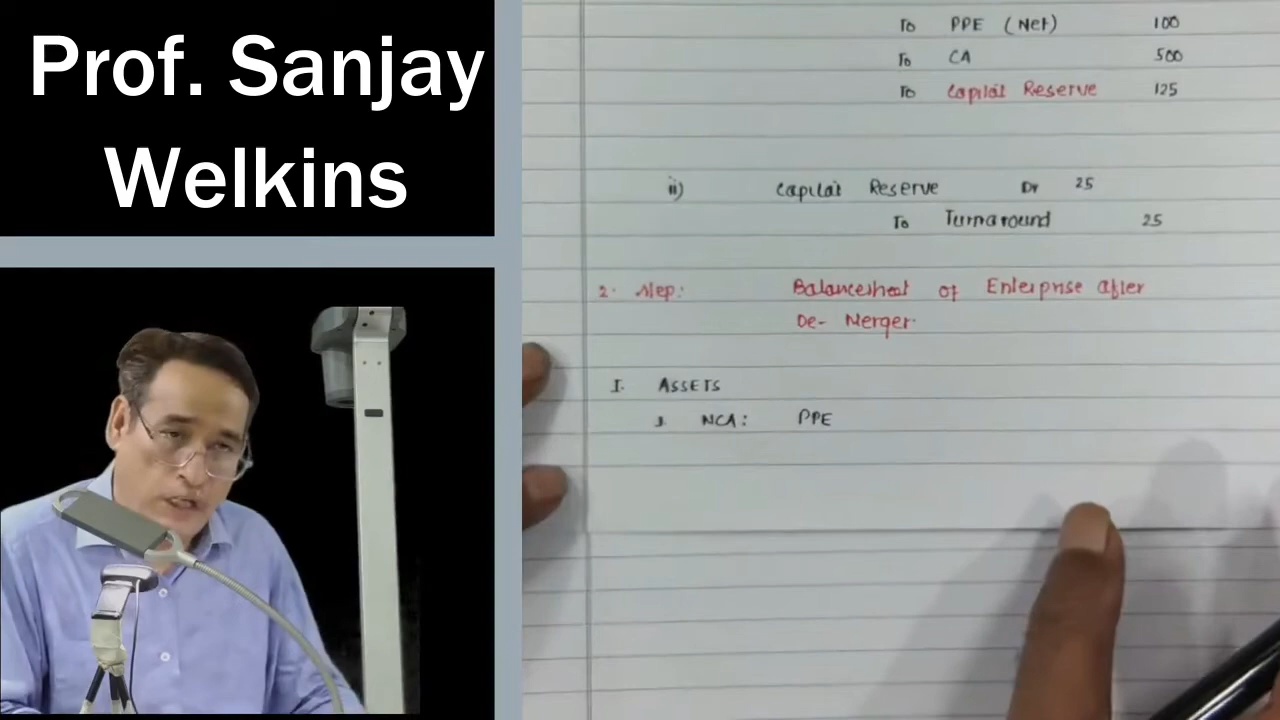 Prof. Sanjay
Welkins
To PPE (Net) 100
To CA 500
To Capital Reserve 125
ii) Capital Reserve Dr 25
To Turnaround 25
2. Step: Balancesheet of Enterprise after
De- Merger.
I. ASSETS
1. NCA: PPE